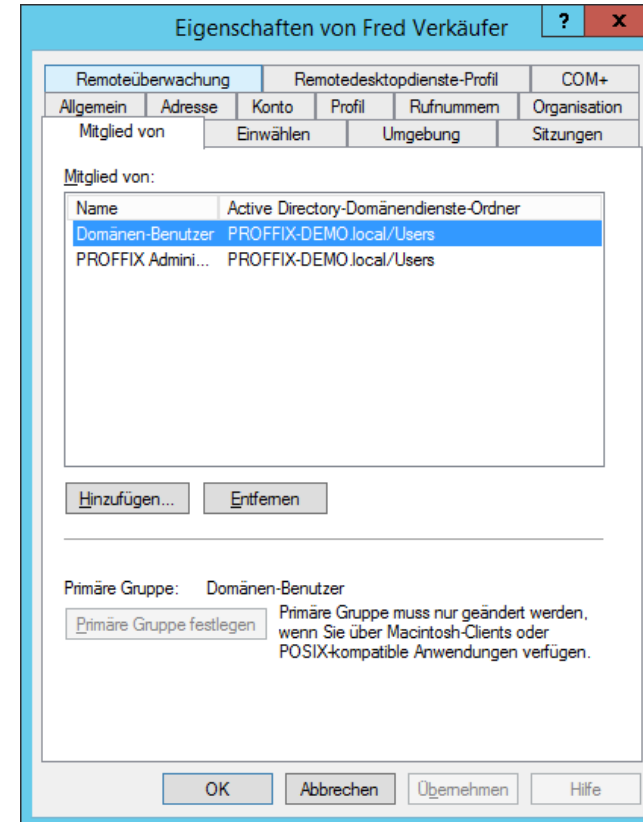 Eigenschaften von Fred Verkäufer
? x
Remoteüberwachung Remotedesktopdienste-Profil COM+
Allgemein Adresse Konto Profil Rufnummern Organisation
Mitglied von Einwählen Umgebung Sitzungen
Mitglied von:
Name Active Directory-Domänendienste-Ordner
Domänen-Benutzer PROFFIX-DEMO.local/Users
PROFFIX Admini... PROFFIX-DEMO.local/Users
Hinzufügen... Entfernen
Primäre Gruppe: Domänen-Benutzer
Primäre Gruppe festlegen
Primäre Gruppe muss nur geändert werden,
wenn Sie über Macintosh-Clients oder
POSIX-kompatible Anwendungen verfügen.
OK Abbrechen Übernehmen Hilfe